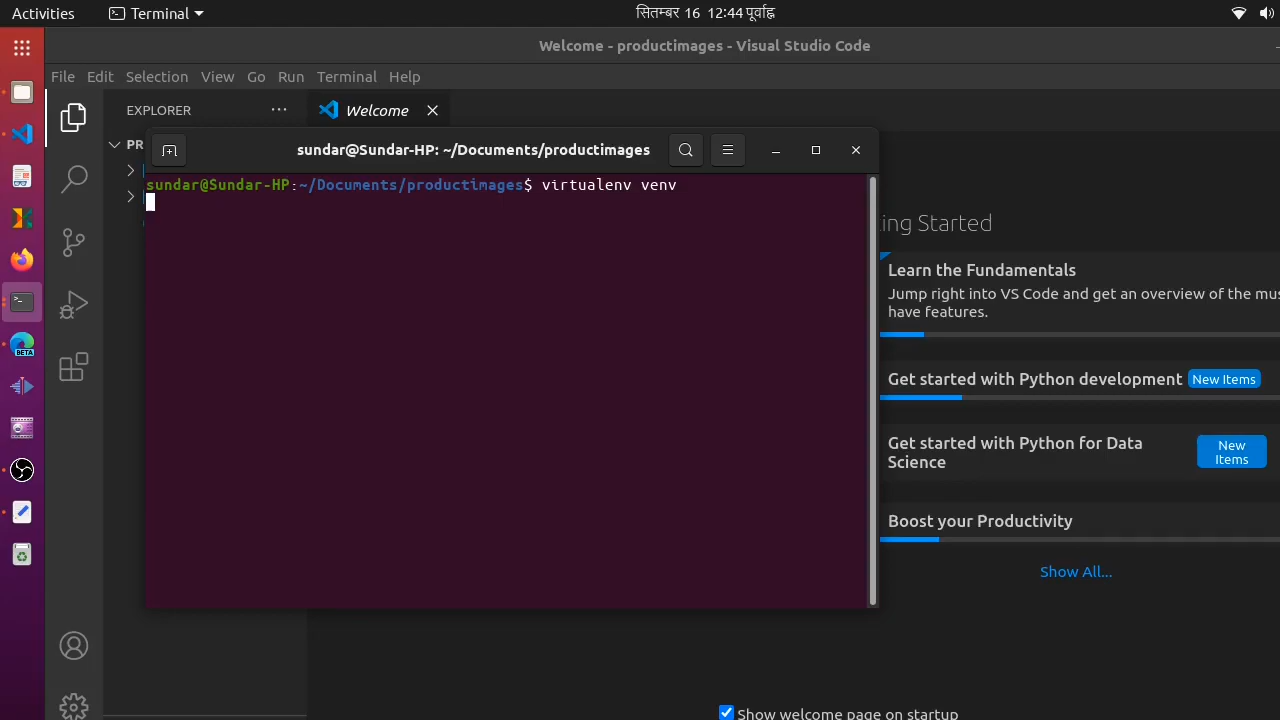 Activities
Terminal
सितम्बर 16 12:44 पूर्वाह्न
Welcome - productimages - Visual Studio Code
File Edit Selection View Go Run Terminal Help
EXPLORER
Welcome
PR
sundar@Sundar-HP: ~/Documents/productimages
sundar@Sundar-HP:~/Documents/productimages$ virtualenv venv
ing Started
Learn the Fundamentals
Jump right into VS Code and get an overview of the mus
have features.
Get started with Python development New Items
Get started with Python for Data
Science
New
Items
Boost your Productivity
Show All...
BETA
Show welcome page on startup